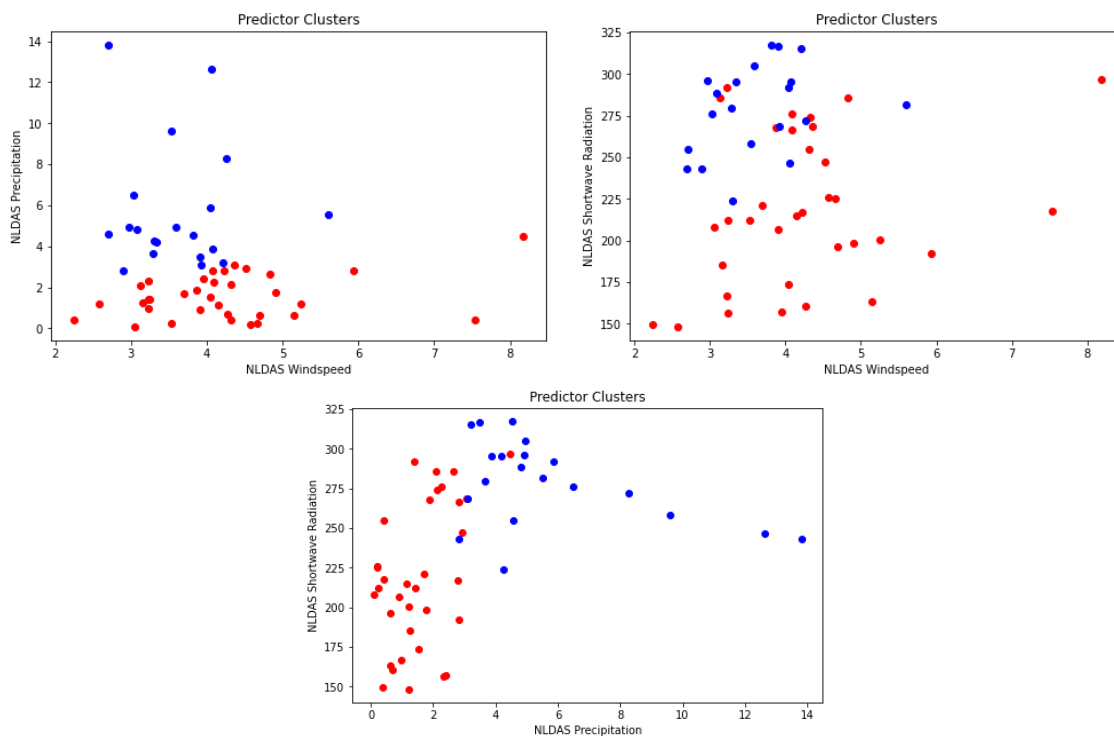 Predictor Clusters
NLDAS Precipitation
14
12
10
8
6
4
2
0
2 3 4 5 6 7 8
NLDAS Windspeed
Predictor Clusters
NLDAS Shortwave Radiation
325
300
275
250
225
200
175
150
2 3 4 5 6 7 8
NLDAS Windspeed
Predictor Clusters
NLDAS Shortwave Radiation
325
300
275
250
225
200
175
150
0 2 4 6 8 10 12 14
NLDAS Precipitation